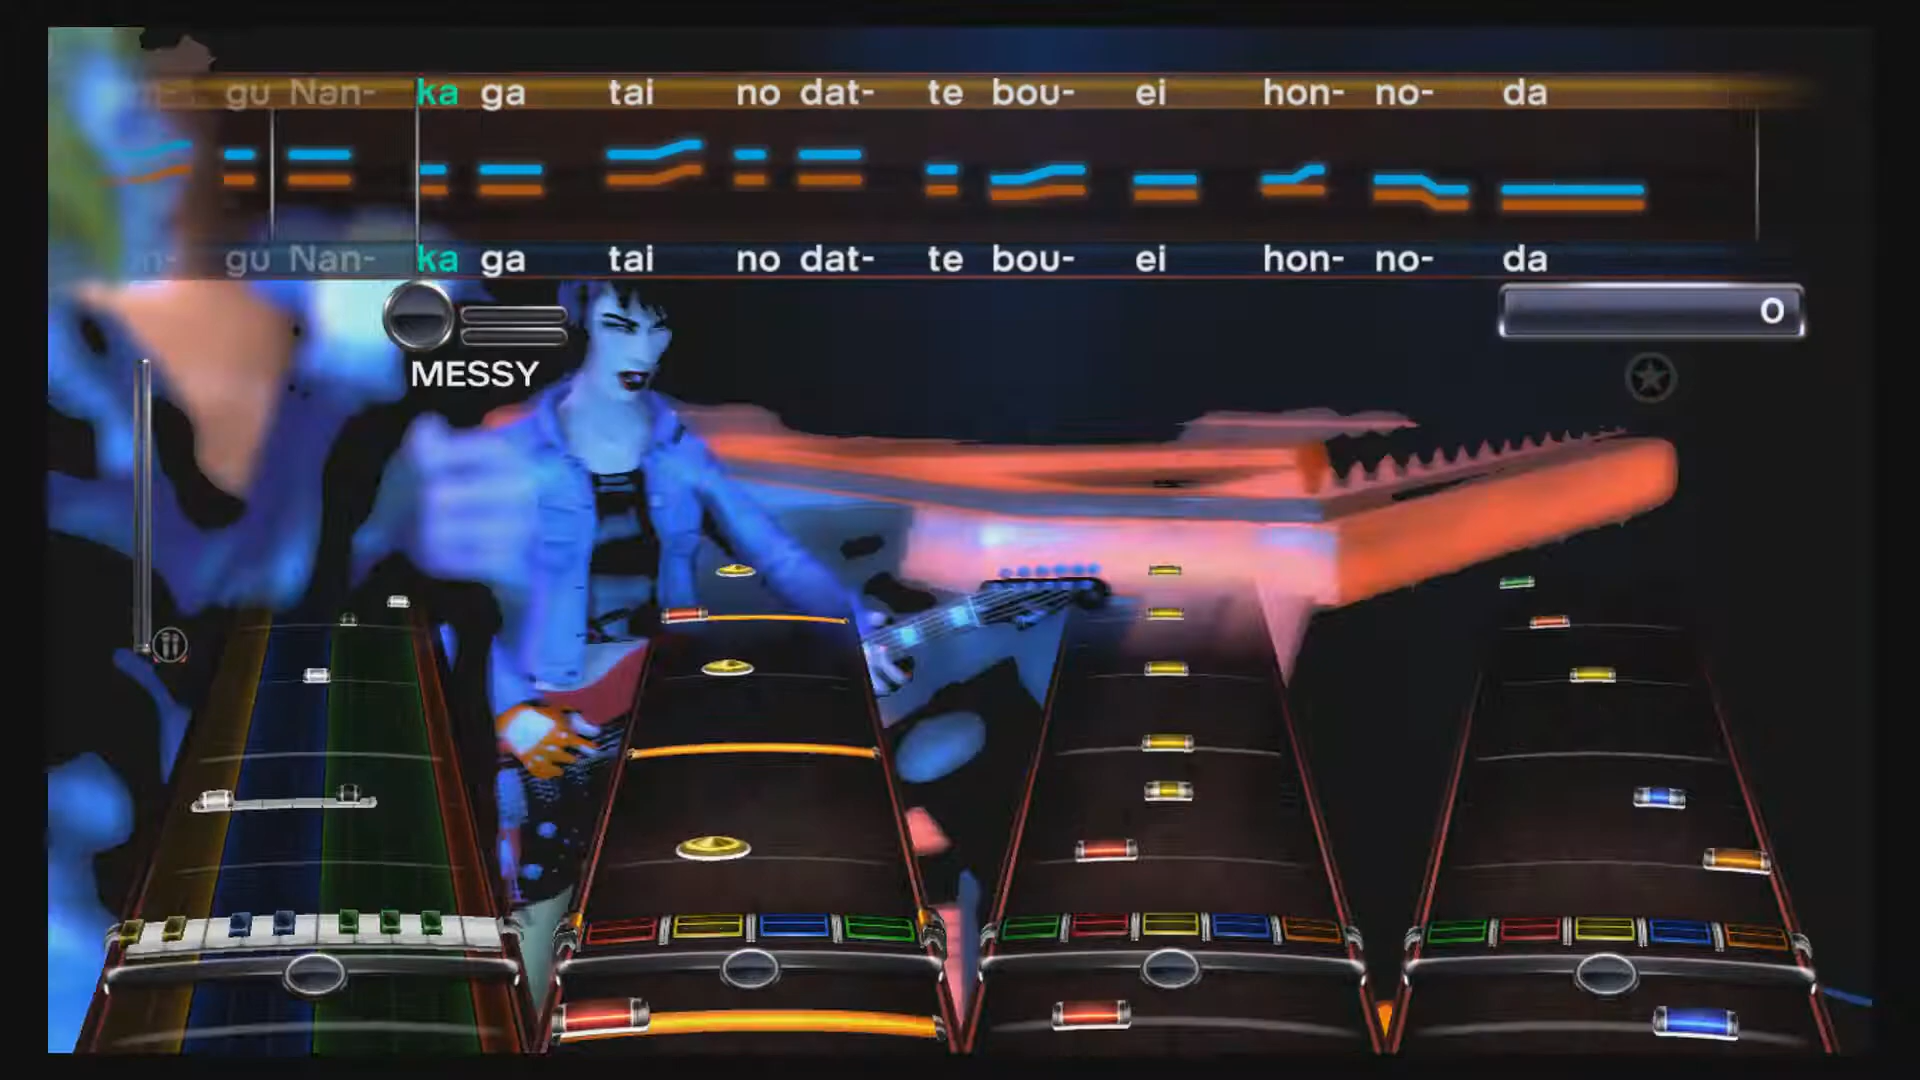 gu Nan- ka ga tai no dat- te bou- ei hon- no- da
gu Nan- ka ga tai no dat- te bou- ei hon- no- da
0
MESSY